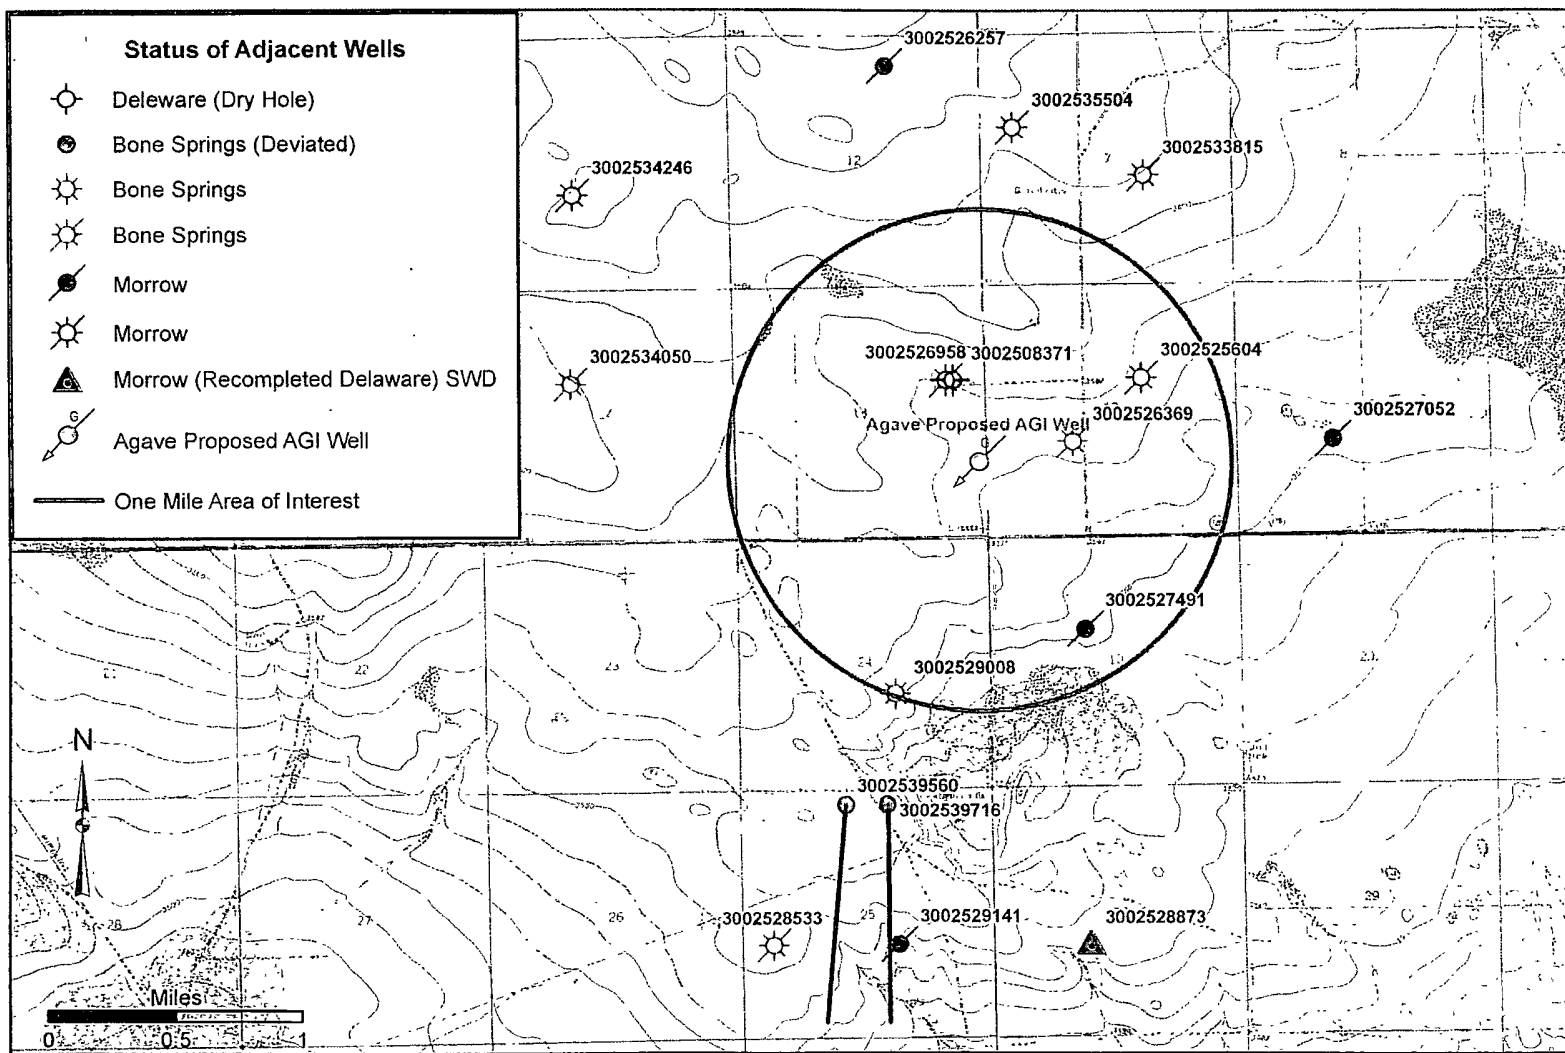 Status of Adjacent Wells
Deleware (Dry Hole)
Bone Springs (Deviated)
Bone Springs
Bone Springs
Morrow
Morrow
Morrow (Recompleted Delaware) SWD
G
Agave Proposed AGI Well
One Mile Area of Interest
3002526257
3002535504
3002533815
3002534246
12
7
8
3002534050
3002526958 3002508371
3002525604
3002526369
3002527052
Agave Proposed AGI Well
3002527491
3002529008
21
22
23
24
3002539560
3002539716
3002528533
3002529141
3002528873
25
26
27
28
29
N
Miles
0 0.5 1